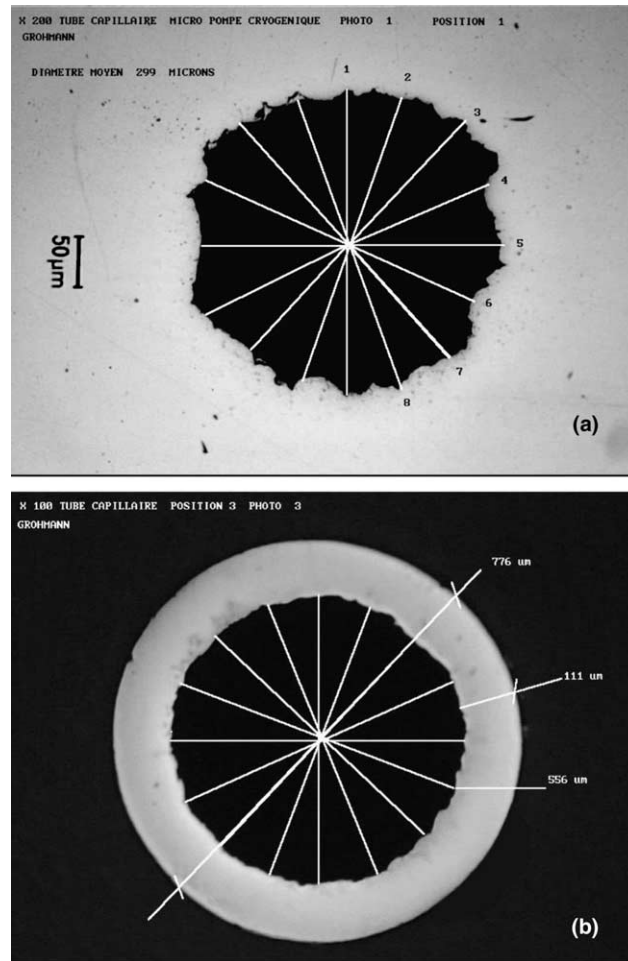 X 200 TUBE CAPILLAIRE MICRO POMPE CRYOGENIQUE PHOTO 1 POSITION 1
GROHMANN
DIAMETRE MOYEN 299 MICRONS
1
2
3
4
5
6
7
8
50µm
(a)
X 100 TUBE CAPILLAIRE POSITION 3 PHOTO 3
GROHMANN
776 um
111 um
556 um
(b)